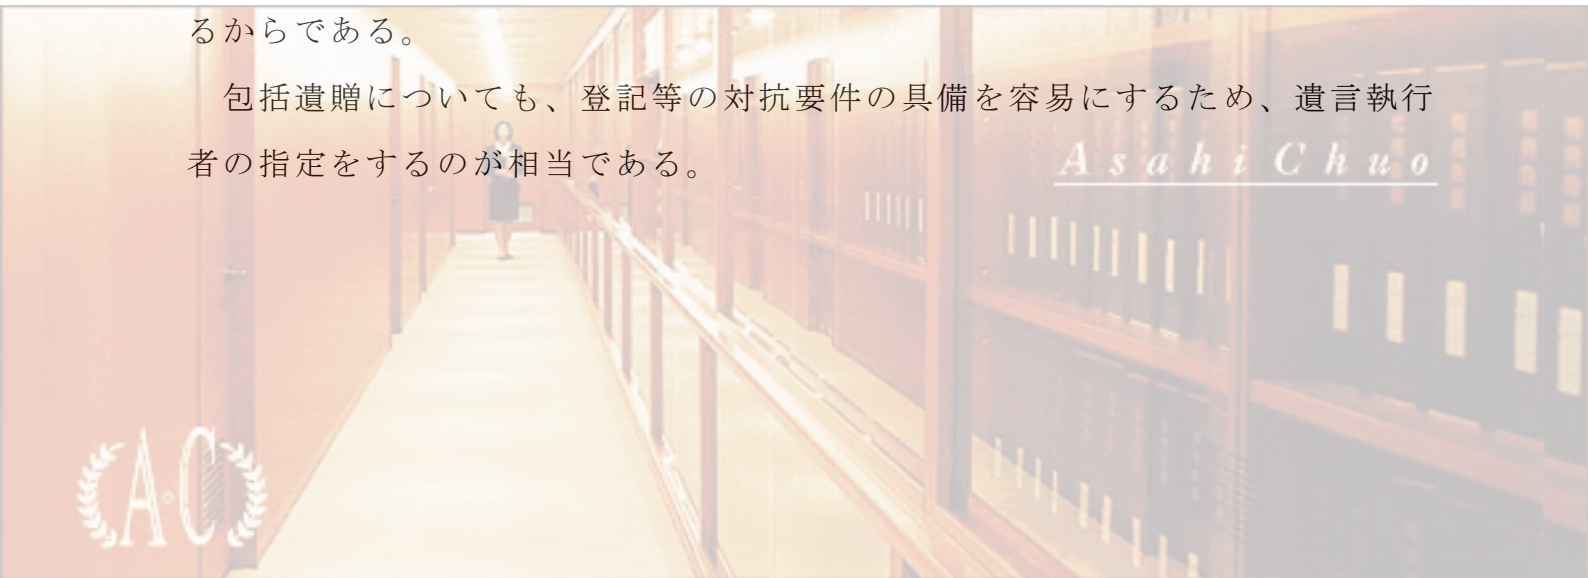 るからである。
包括遺贈についても、登記等の対抗要件の具備を容易にするため、遺言執行
者の指定をするのが相当である。
Asahi Chuo
A·C